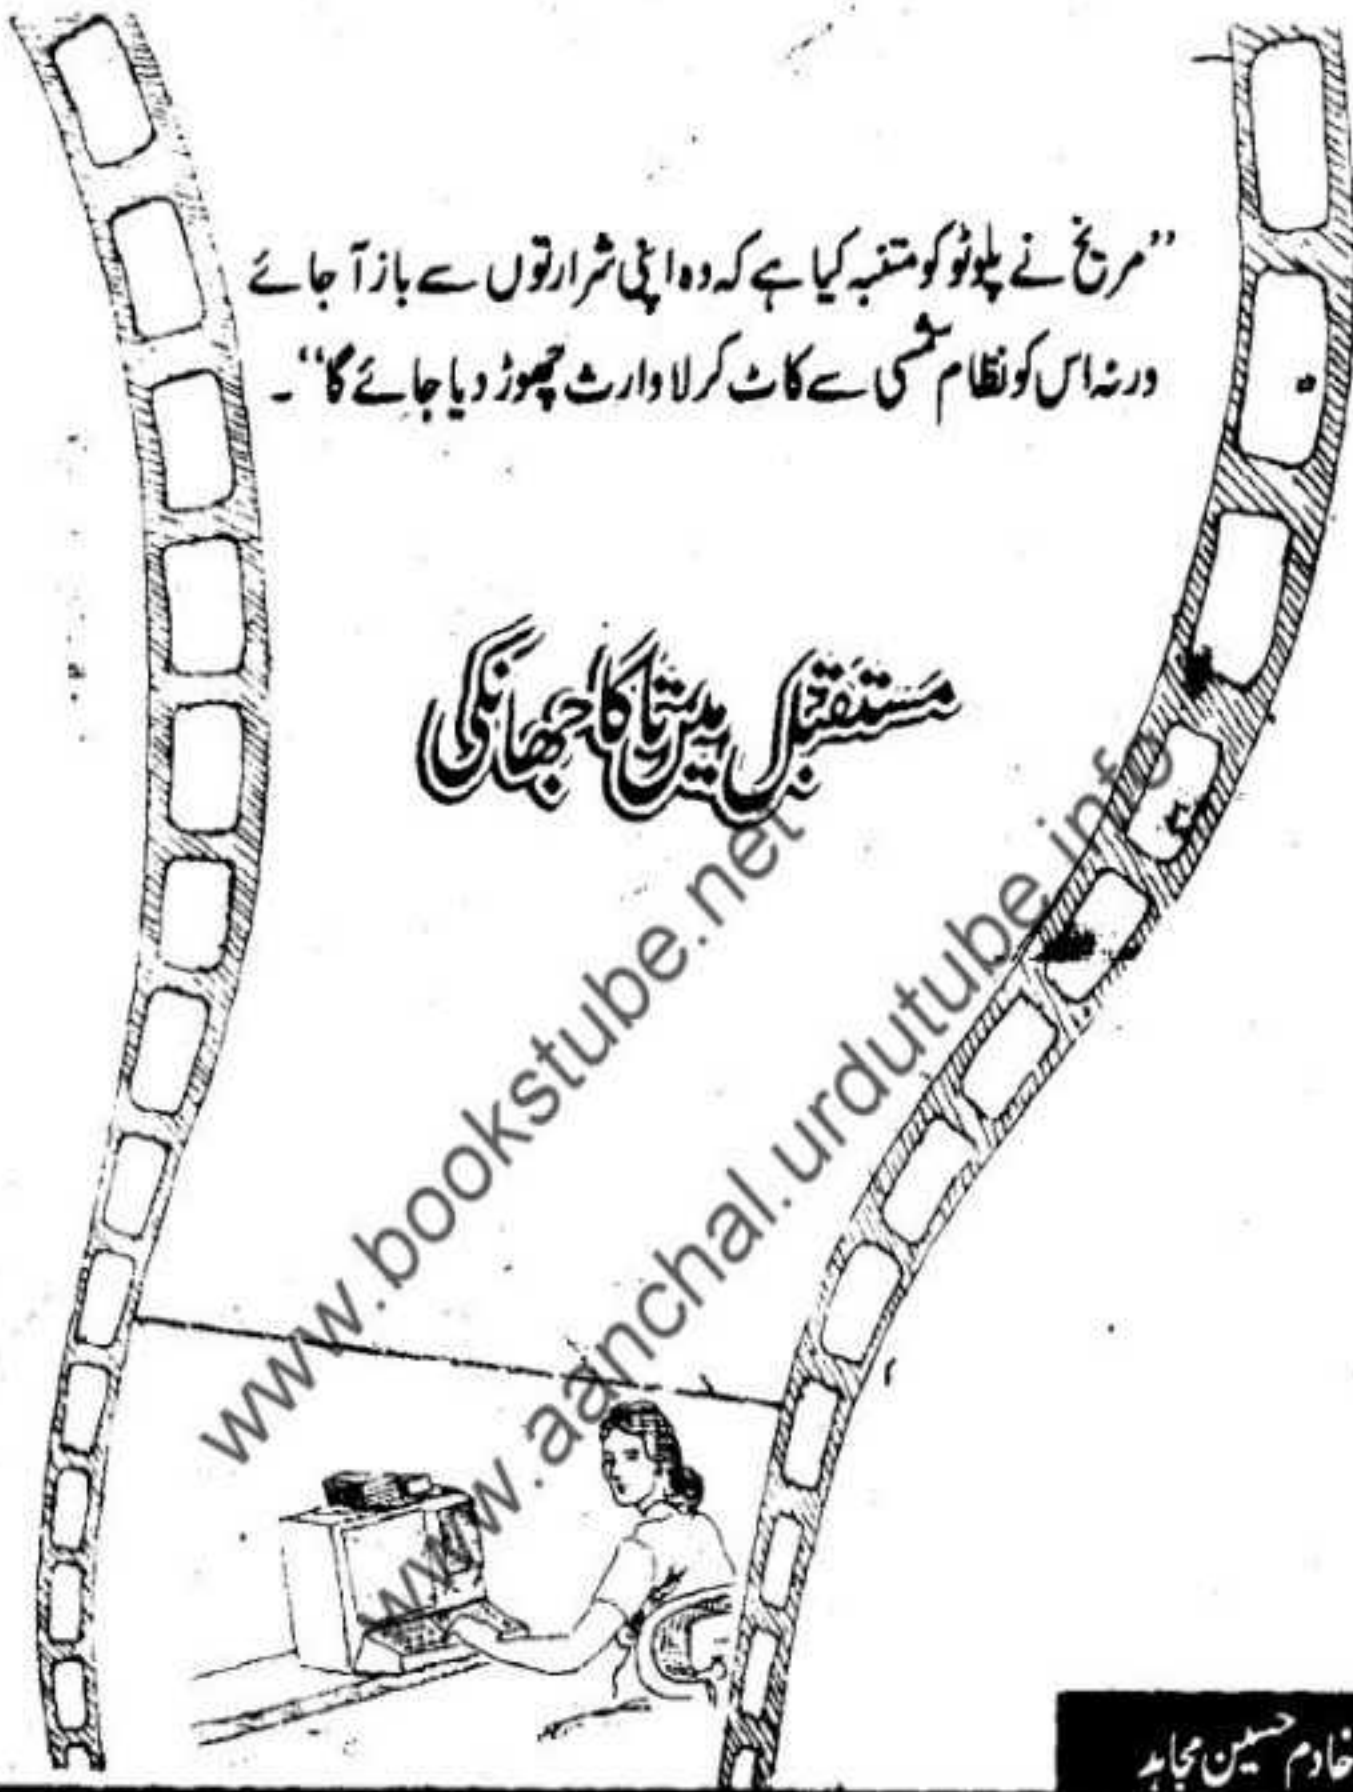 ”مریخ نے پلوٹو کو متنبہ کیا ہے کہ وہ اپنی شرارتوں سے باز آ جائے
ورنہ اس کو نظام شمسی سے کاٹ کر لاوارث چھوڑ دیا جائے گا“۔
مستقبل میں تاکا جھانکی
www.bookstube.net
www.aanchal.urdutube.info
خادم حسین مجاہد